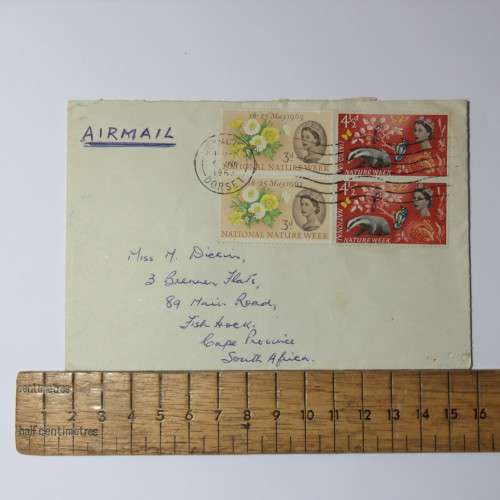 AIRMAIL
16-25 May 1963
3d
NATIONAL NATURE WEEK
16-25 May 1963
3d
NATIONAL NATURE WEEK
4½d
NATIONAL
NATURE WEEK
4½d
NATIONAL
NATURE WEEK
DORSET
Miss M.
3 Brenner Flats,
89 Main Road,
Fish Hoek,
Cape Province
South Africa.
centimetres
1 2 3 4 5 6 7 8 9 10 11 12 13 14 15 16
half centimetres